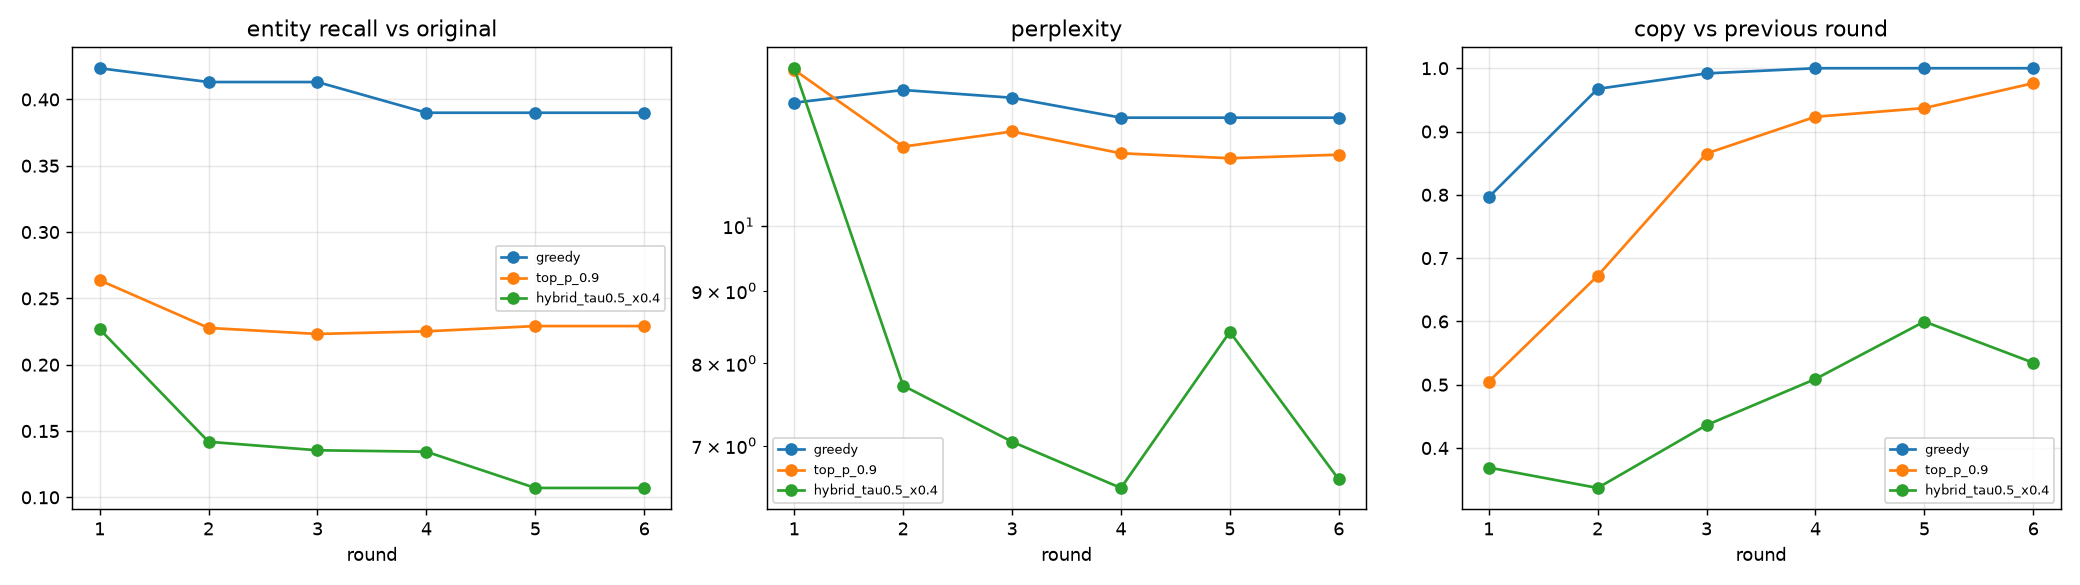 entity recall vs original
0.40
0.35
0.30
0.25
0.20
0.15
0.10
greedy
top_p_0.9
hybrid_tau0.5_x0.4
1 2 3 4 5 6
round
perplexity
10¹
9 × 10⁰
8 × 10⁰
7 × 10⁰
greedy
top_p_0.9
hybrid_tau0.5_x0.4
1 2 3 4 5 6
round
copy vs previous round
1.0
0.9
0.8
0.7
0.6
0.5
0.4
greedy
top_p_0.9
hybrid_tau0.5_x0.4
1 2 3 4 5 6
round